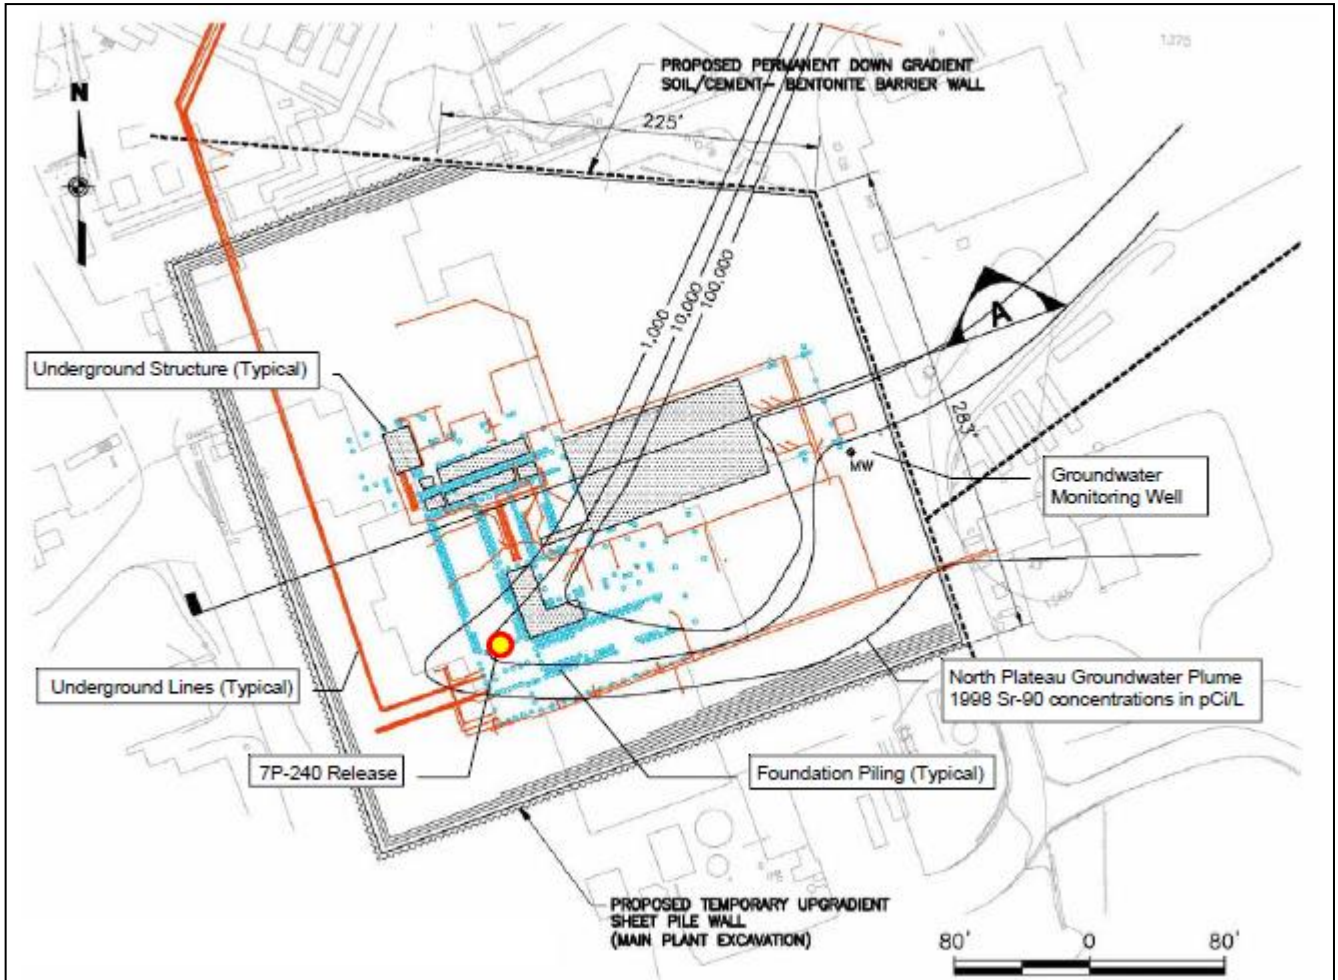 1375
PROPOSED PERMANENT DOWN GRADIENT
SOIL/CEMENT- BENTONITE BARRIER WALL
N
225'
1,000
10,000
100,000
A
Underground Structure (Typical)
283'
MW
Groundwater
Monitoring Well
Underground Lines (Typical)
North Plateau Groundwater Plume
1998 Sr-90 concentrations in pCi/L
7P-240 Release
Foundation Piling (Typical)
PROPOSED TEMPORARY UPGRADIENT
SHEET PILE WALL
(MAIN PLANT EXCAVATION)
80'
0
80'